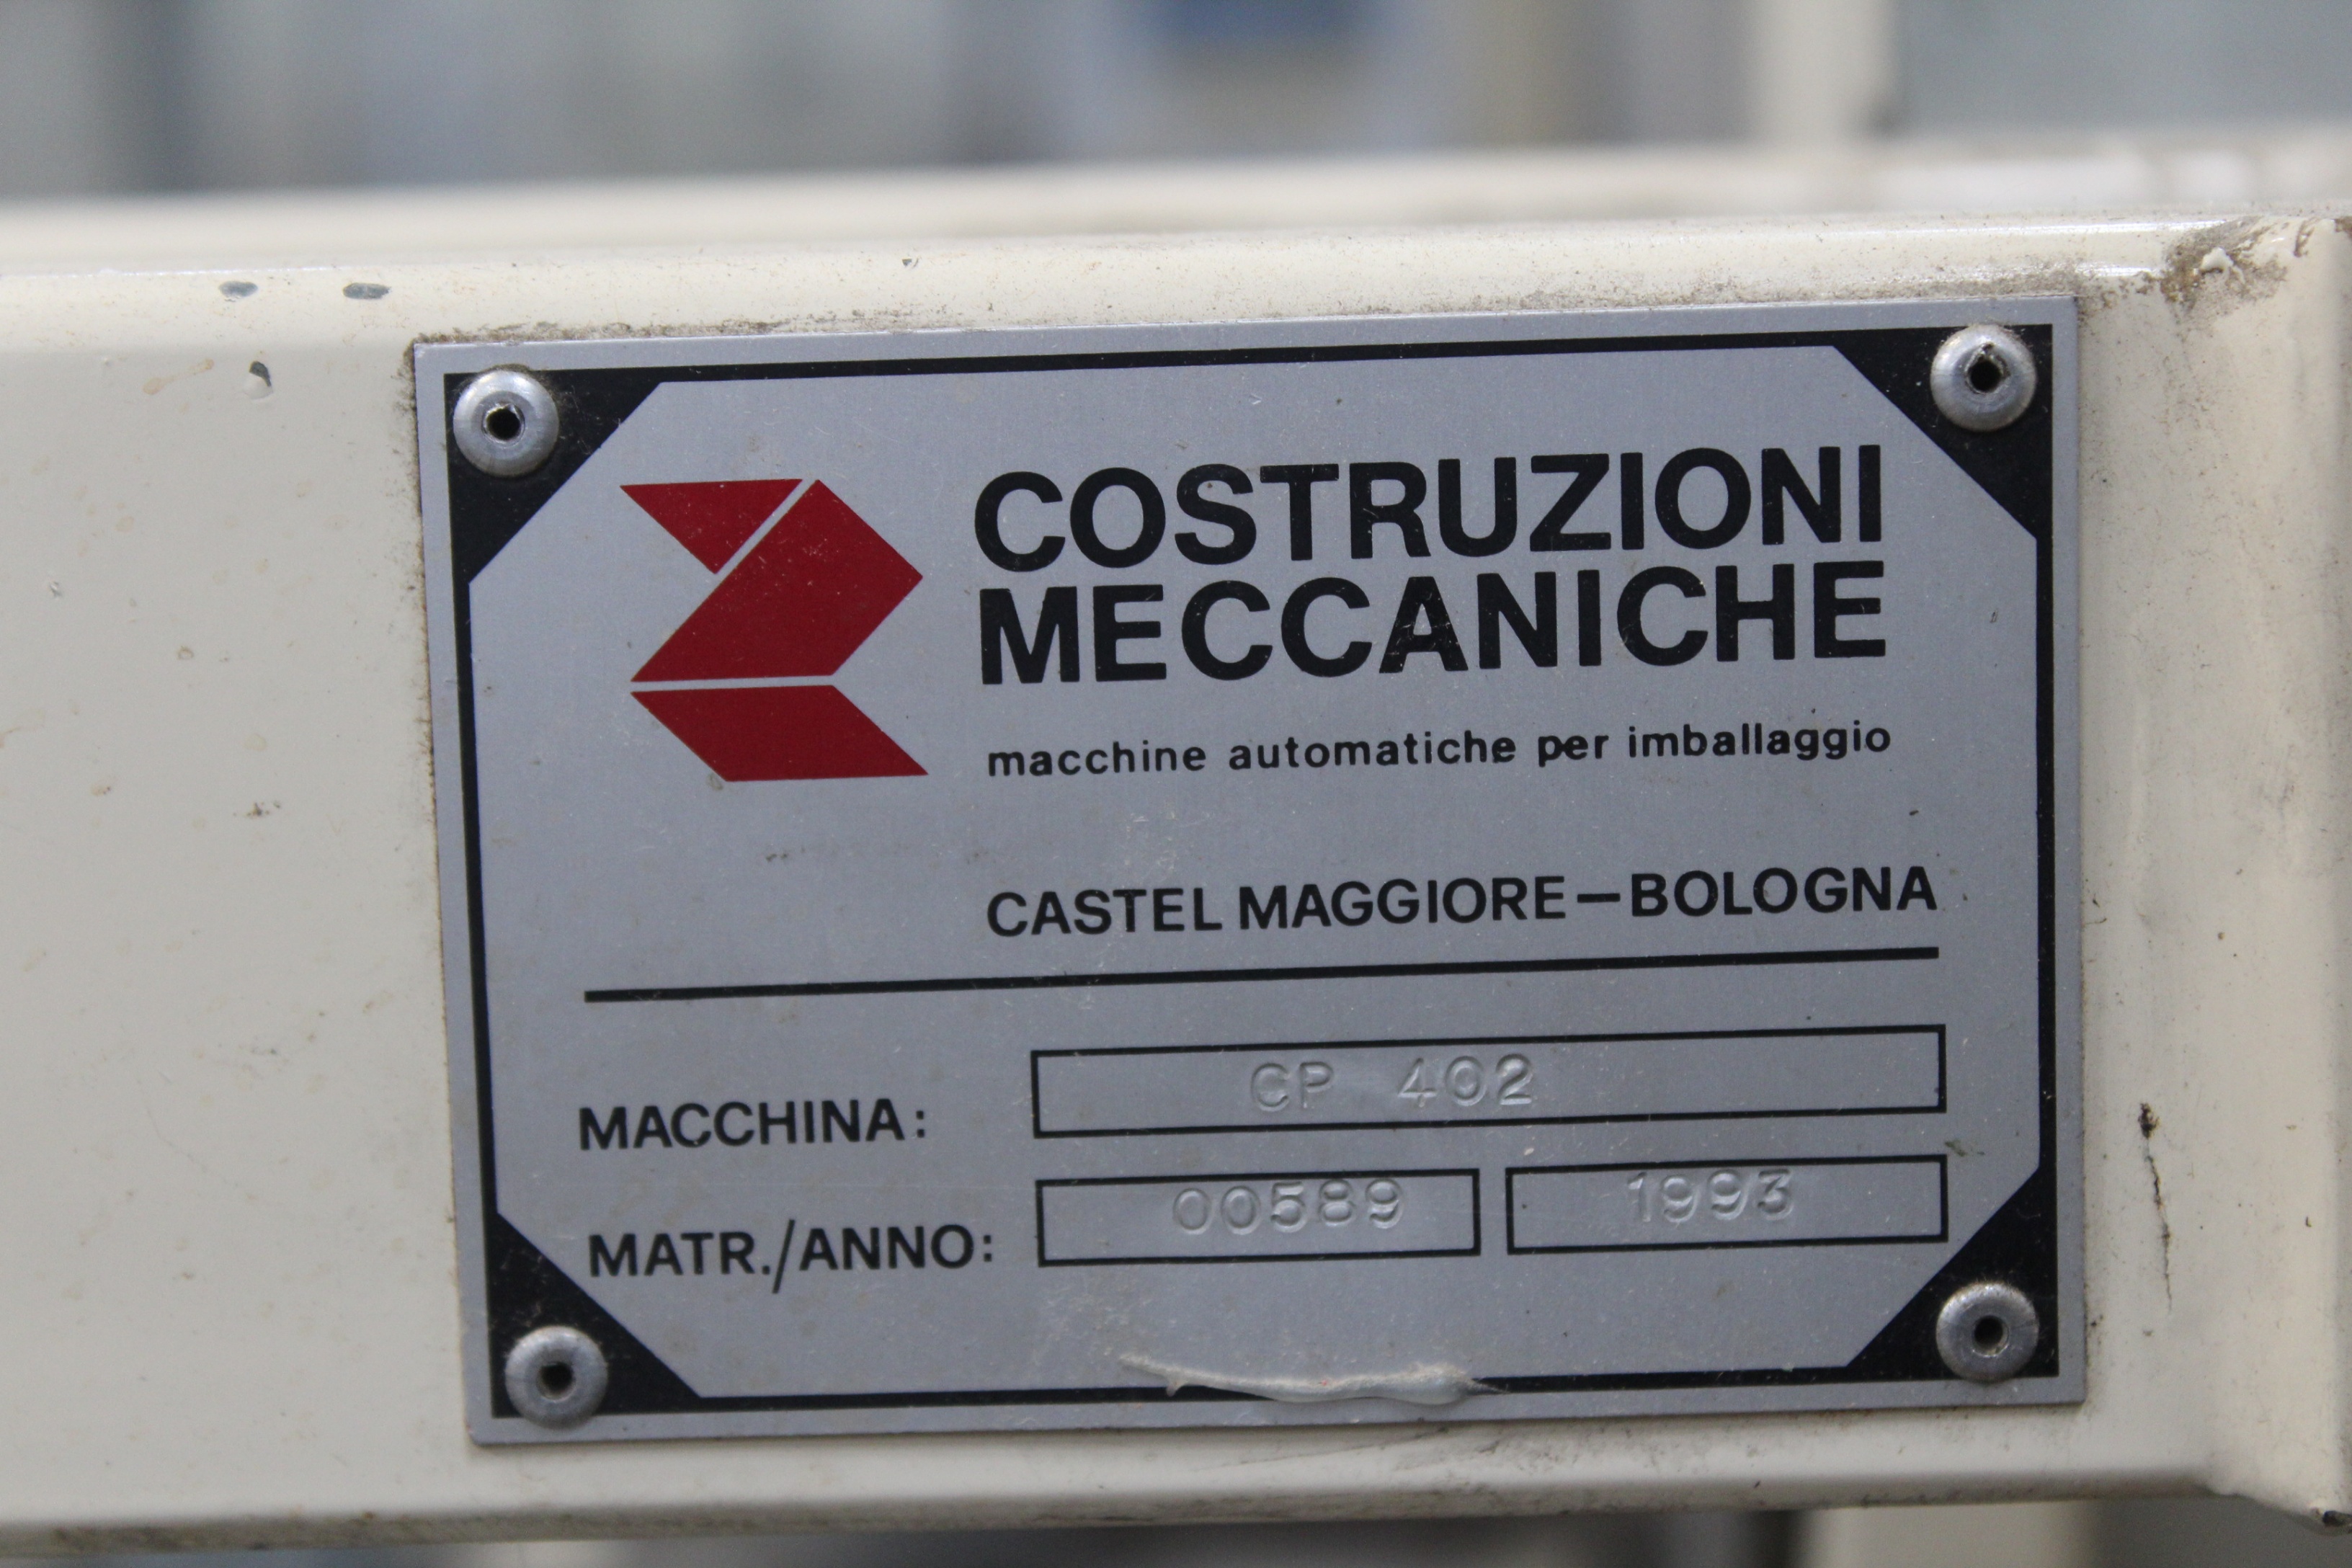 COSTRUZIONI
MECCANICHE
macchine automatiche per imballaggio
CASTEL MAGGIORE—BOLOGNA
MACCHINA: CP 402
MATR./ANNO: 00589 1993